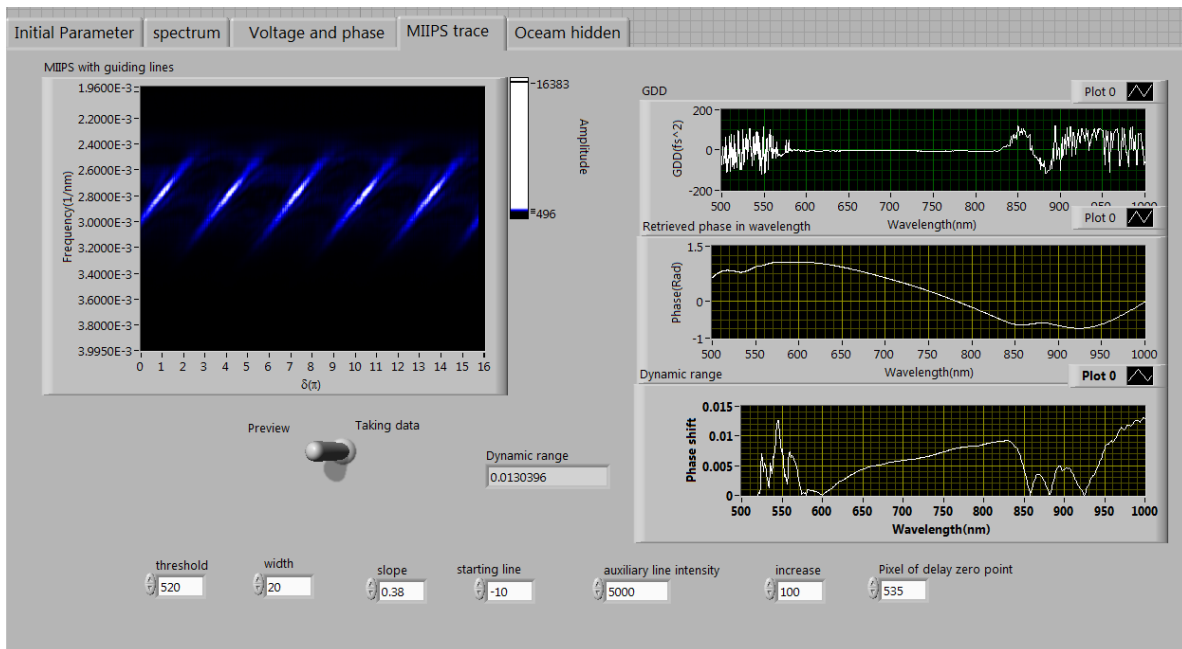 Initial Parameter spectrum Voltage and phase MIIPS trace Oceam hidden
MIIPS with guiding lines
1.9600E-3
2.2000E-3
2.4000E-3
2.6000E-3
2.8000E-3
3.0000E-3
3.2000E-3
3.4000E-3
3.6000E-3
3.8000E-3
3.9950E-3
Frequency(1/nm)
0 1 2 3 4 5 6 7 8 9 10 11 12 13 14 15 16
δ(π)
16383
496
Amplitude
GDD
Plot 0
200
0
-200
GDD(fs^2)
500 550 600 650 700 750 800 850 900 950 1000
Wavelength(nm)
Retrieved phase in wavelength
Plot 0
1.5
0
-1
Phase(Rad)
500 550 600 650 700 750 800 850 900 950 1000
Wavelength(nm)
Dynamic range
Plot 0
0.015
0.01
0.005
0
Phase shift
500 550 600 650 700 750 800 850 900 950 1000
Wavelength(nm)
Preview Taking data
Dynamic range
0.0130396
threshold width slope starting line auxiliary line intensity increase Pixel of delay zero point
520 20 0.38 -10 5000 100 535